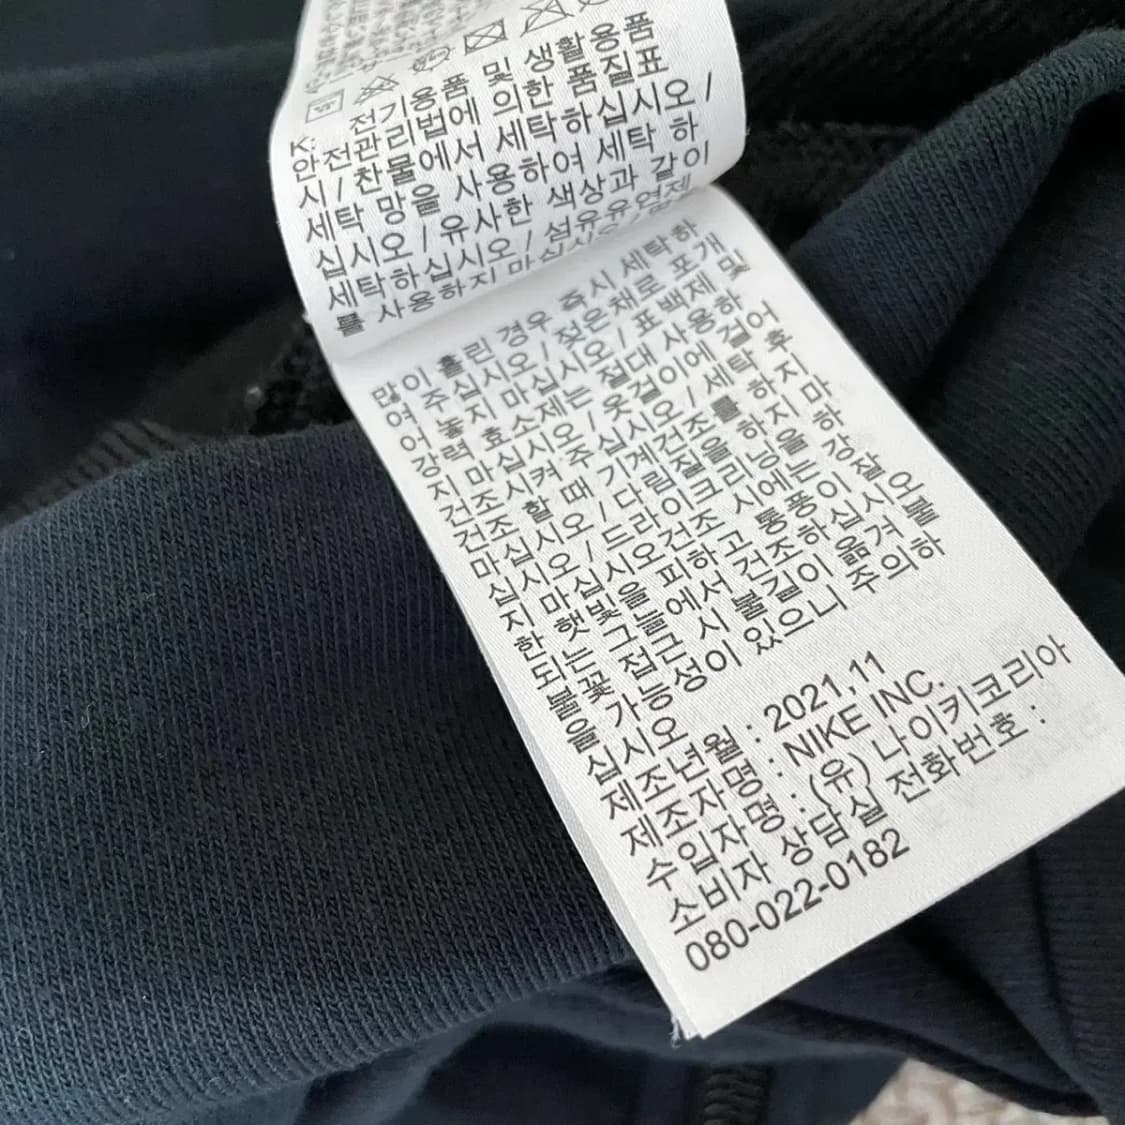 K: 전기용품 및 생활용품
안전관리법에 의한 품질표
시 / 찬물에서 세탁하십시오 /
세탁 망을 사용하여 세탁 하
십시오 / 유사한 색상과 같이
세탁하십시오 / 섬유유연제
를 사용하지 마십시오
많이 흘린 경우 즉시 세탁하
여 주십시오 / 젖은채로 포개
어 놓지 마십시오 / 표백제 및
강력 효소제는 절대 사용하
지 마십시오 / 옷걸이에 걸어
건조시켜 주십시오 / 세탁 후
건조 할 때 기계건조를 하지
마십시오 / 다림질을 하지 마
십시오 / 드라이크리닝을 하
지 마십시오건조 시에는 강
한 햇빛을 피하고 통풍이 잘
되는 그늘에서 건조하십시오
불꽃 접근 시 불길이 옮겨 붙
을 가능성이 있으니 주의하
십시오
제조년월 : 2021,11
제조자명 : NIKE INC.
수입자명 : (유) 나이키코리아
소비자 상담실 전화번호 :
080-022-0182